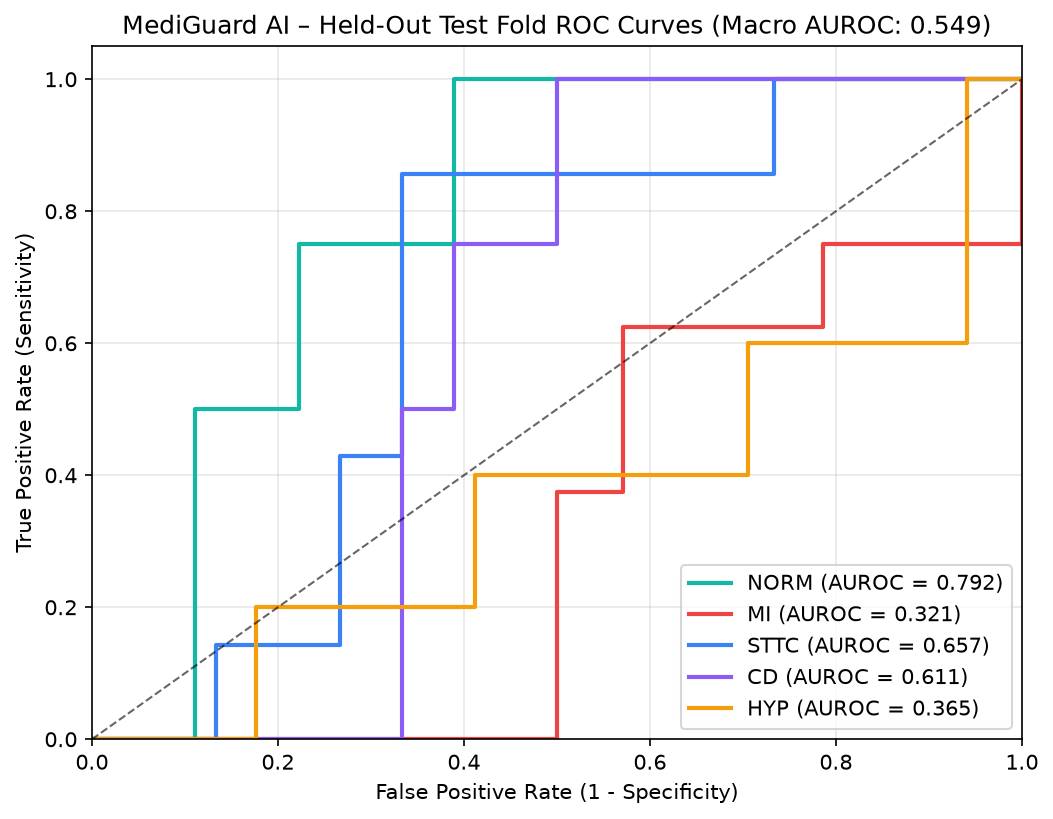 MediGuard AI – Held-Out Test Fold ROC Curves (Macro AUROC: 0.549)
True Positive Rate (Sensitivity)
1.0
0.8
0.6
0.4
0.2
0.0
0.0 0.2 0.4 0.6 0.8 1.0
False Positive Rate (1 - Specificity)
NORM (AUROC = 0.792)
MI (AUROC = 0.321)
STTC (AUROC = 0.657)
CD (AUROC = 0.611)
HYP (AUROC = 0.365)